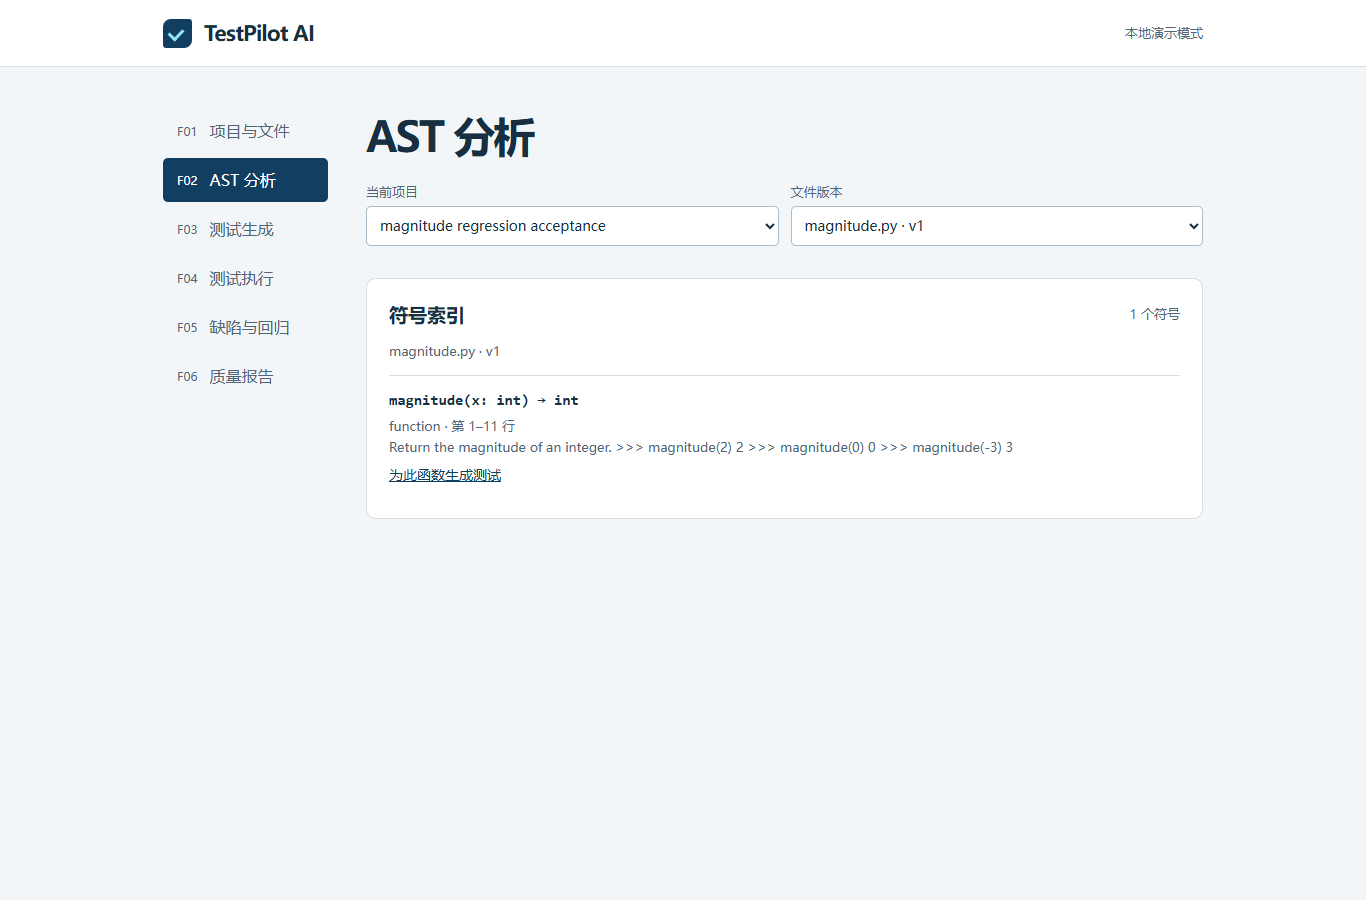 TestPilot AI
本地演示模式
F01 项目与文件
F02 AST 分析
F03 测试生成
F04 测试执行
F05 缺陷与回归
F06 质量报告
AST 分析
当前项目
magnitude regression acceptance
文件版本
magnitude.py · v1
符号索引
1 个符号
magnitude.py · v1
magnitude(x: int) → int
function · 第 1–11 行
Return the magnitude of an integer. >>> magnitude(2) 2 >>> magnitude(0) 0 >>> magnitude(-3) 3
为此函数生成测试